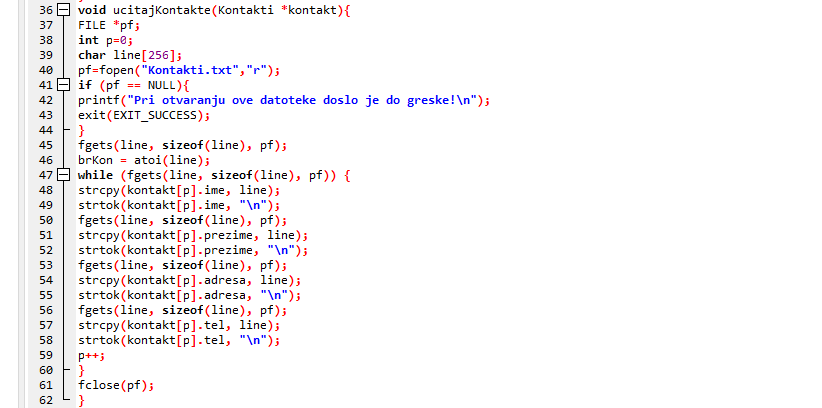 36 void ucitajKontakte(Kontakti *kontakt){
37 FILE *pf;
38 int p=0;
39 char line[256];
40 pf=fopen("Kontakti.txt","r");
41 if (pf == NULL){
42 printf("Pri otvaranju ove datoteke doslo je do greske!\n");
43 exit(EXIT_SUCCESS);
44 }
45 fgets(line, sizeof(line), pf);
46 brKon = atoi(line);
47 while (fgets(line, sizeof(line), pf)) {
48 strcpy(kontakt[p].ime, line);
49 strtok(kontakt[p].ime, "\n");
50 fgets(line, sizeof(line), pf);
51 strcpy(kontakt[p].prezime, line);
52 strtok(kontakt[p].prezime, "\n");
53 fgets(line, sizeof(line), pf);
54 strcpy(kontakt[p].adresa, line);
55 strtok(kontakt[p].adresa, "\n");
56 fgets(line, sizeof(line), pf);
57 strcpy(kontakt[p].tel, line);
58 strtok(kontakt[p].tel, "\n");
59 p++;
60 }
61 fclose(pf);
62 }